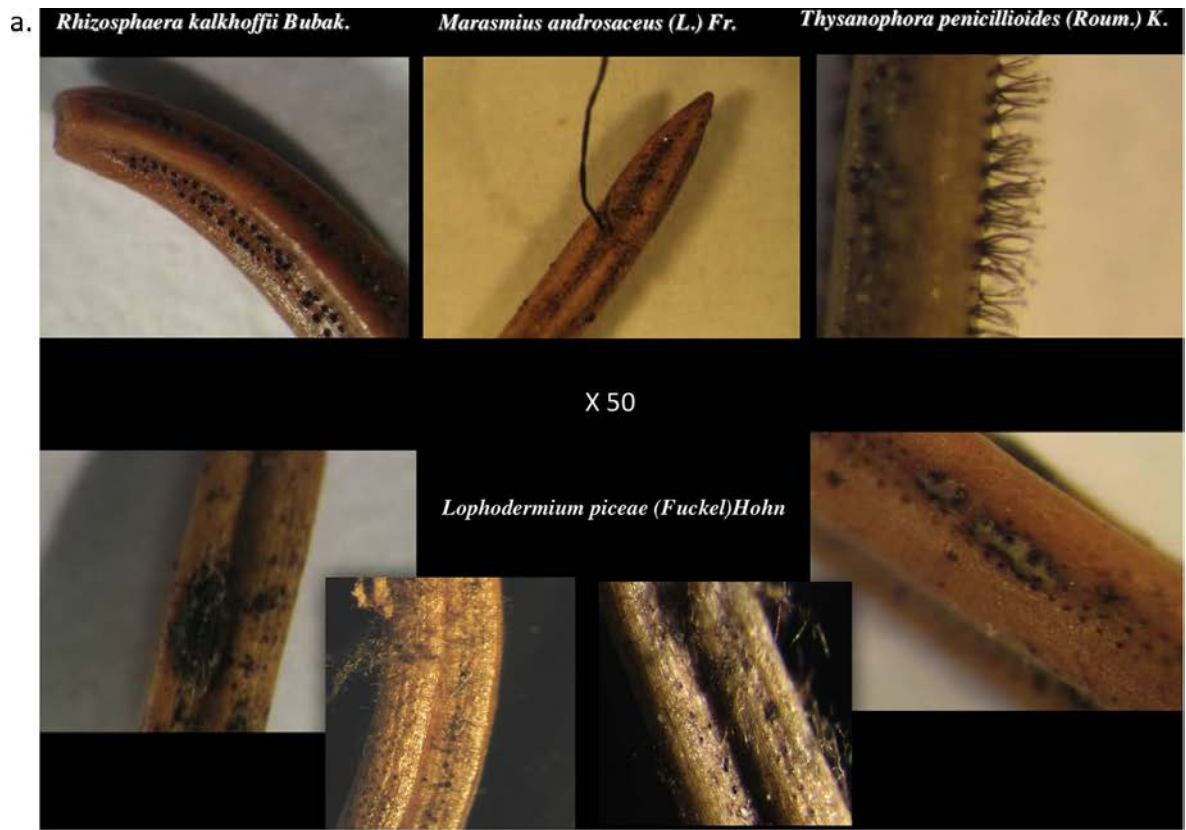 a.
Rhizosphaera kalkhoffii Bubak.
Marasmius androsaceus (L.) Fr.
Thysanophora penicillioides (Roum.) K.
X 50
Lophodermium piceae (Fuckel)Hohn